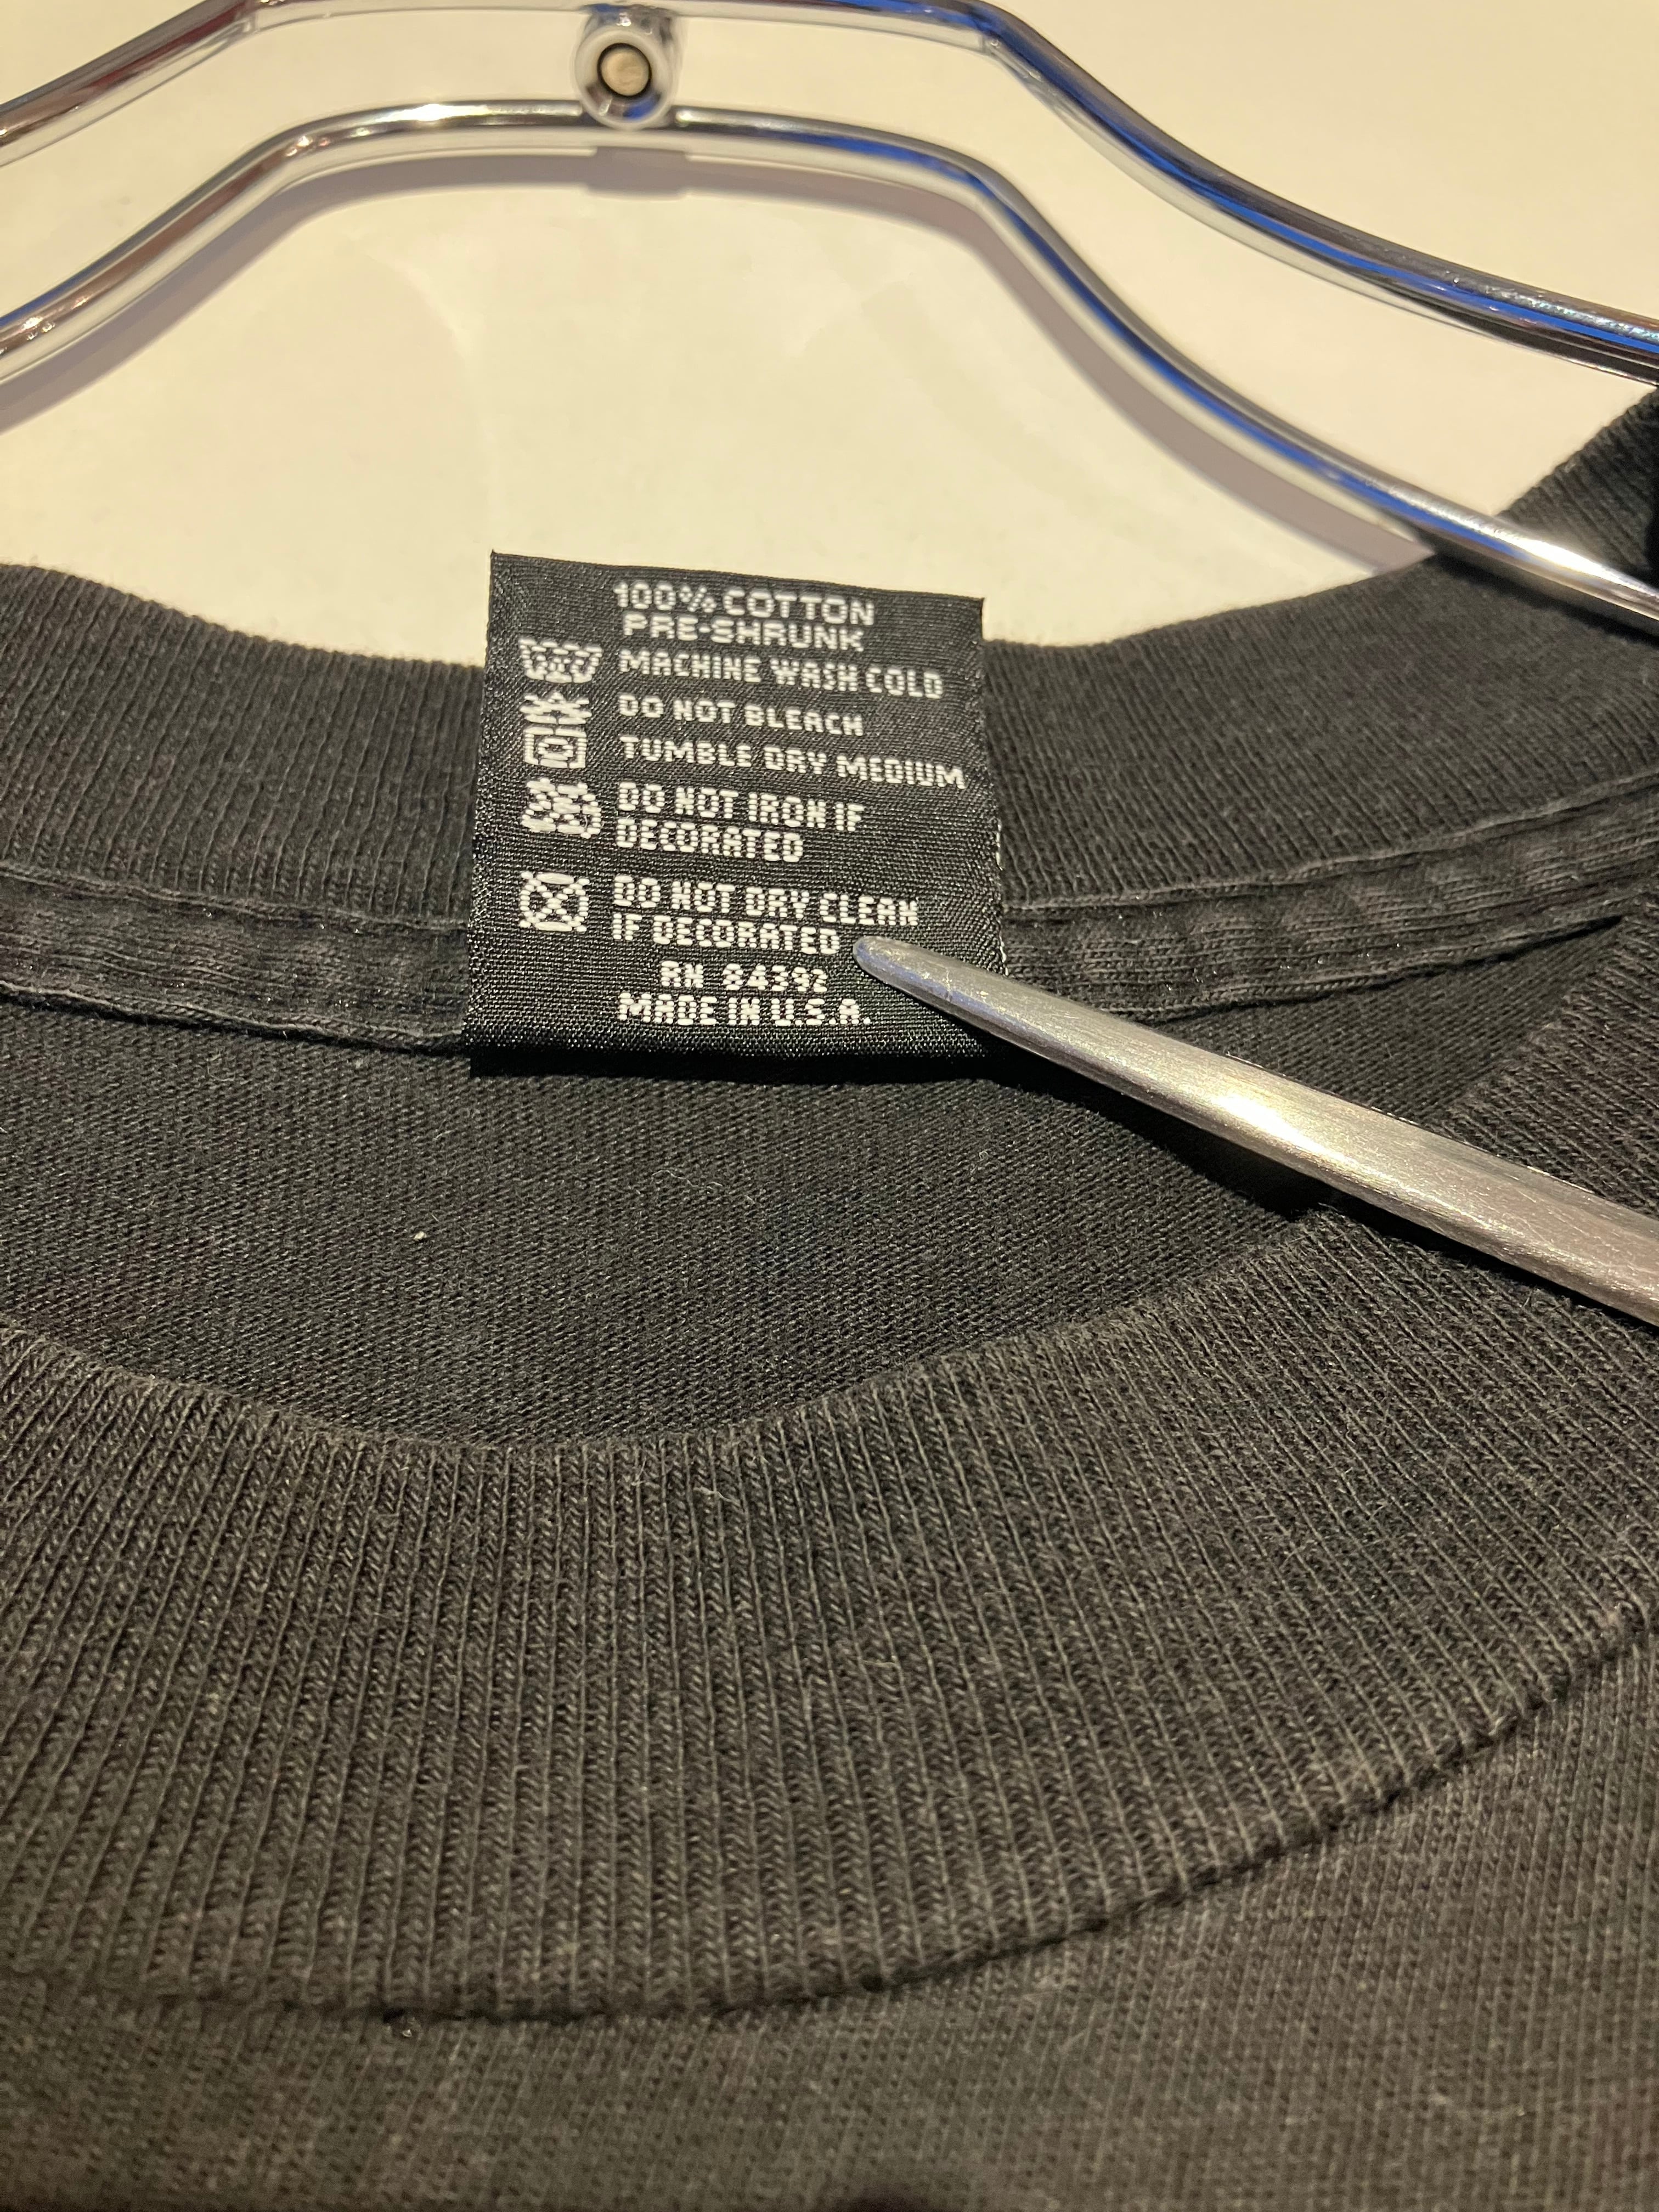 100% COTTON
PRE-SHRUNK
MACHINE WASH COLD
DO NOT BLEACH
TUMBLE DRY MEDIUM
DO NOT IRON IF
DECORATED
DO NOT DRY CLEAN
IF DECORATED
RN 84392
MADE IN U.S.A.